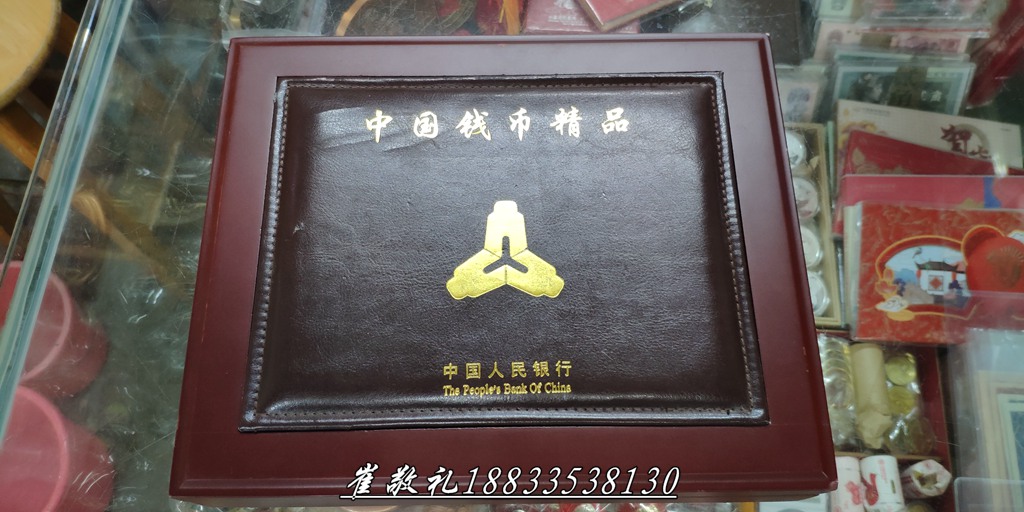 中国钱币精品
中国人民银行
The People's Bank Of China
崔敬礼18833538130